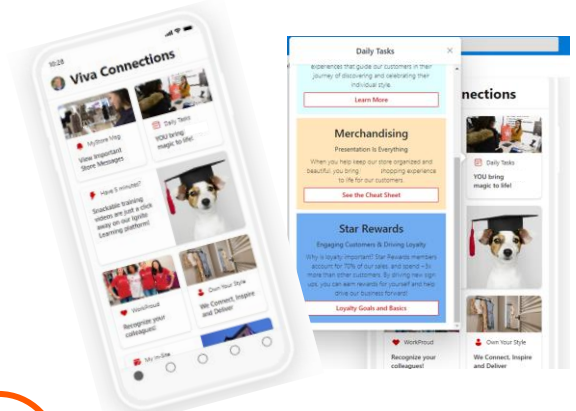 10:28
Viva Connections
MyStore Msg
View Important
Store Messages
Daily Tasks
YOU bring
magic to life!
Have 5 minutes?
Snackable training
videos are just a click
away on our Ignite
Learning platform!
WorkProud
Recognize your
colleagues!
Own Your Style
We Connect, Inspire
and Deliver
My In-Site
Daily Tasks
experiences that guide our customers in their
journey of discovering and celebrating their
individual style.
Learn More
Merchandising
Presentation Is Everything
When you help keep our store organized and
beautiful, you bring shopping experience
to life for our customers.
See the Cheat Sheet
Star Rewards
Engaging Customers & Driving Loyalty
Why is loyalty important? Star Rewards members
account for 70% of our sales, and spend
more than other customers. By driving new sign
ups, you can earn rewards for yourself and help
drive our business forward!
Loyalty Goals and Basics
nections
Daily Tasks
YOU bring
magic to life!
WorkProud
Recognize your
colleagues!
Own Your Style
We Connect, Inspire
and Deliver